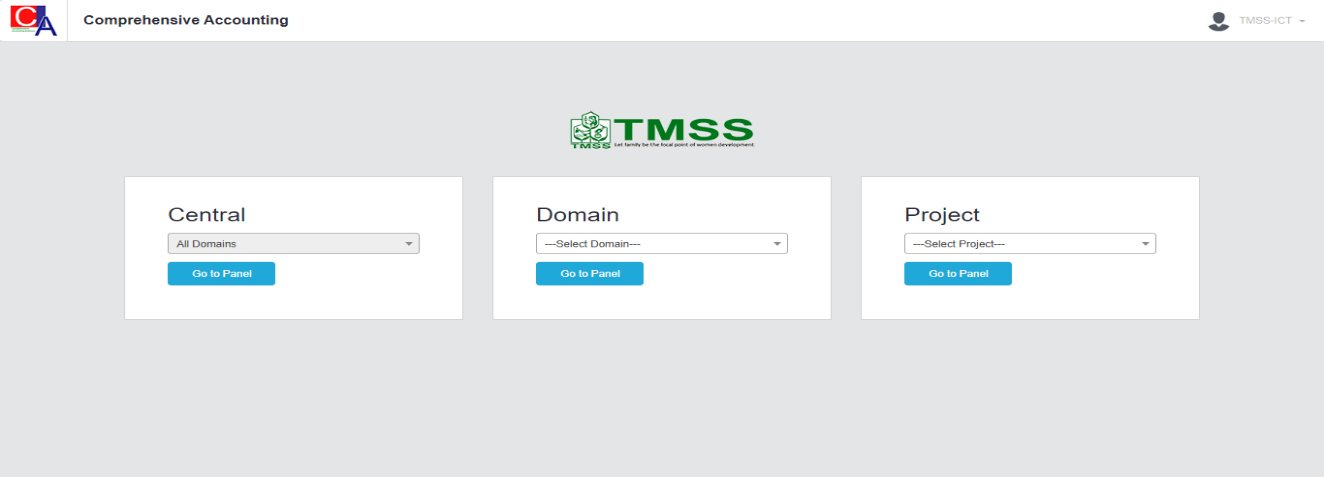 CA
Comprehensive Accounting
TMSS-ICT
TMSS
TMSS
Let family be the focal point of women development
Central
All Domains
Go to Panel
Domain
---Select Domain---
Go to Panel
Project
---Select Project---
Go to Panel